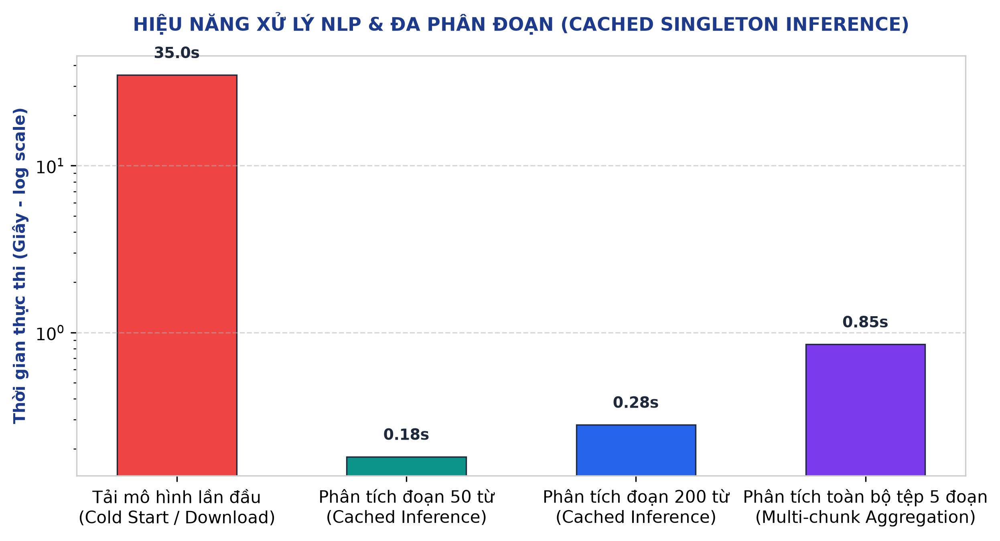 HIỆU NĂNG XỬ LÝ NLP & ĐA PHÂN ĐOẠN (CACHED SINGLETON INFERENCE)
35.0s
Thời gian thực thi (Giây - log scale)
10¹
10⁰
0.85s
0.28s
0.18s
Tải mô hình lần đầu
(Cold Start / Download)
Phân tích đoạn 50 từ
(Cached Inference)
Phân tích đoạn 200 từ
(Cached Inference)
Phân tích toàn bộ tệp 5 đoạn
(Multi-chunk Aggregation)